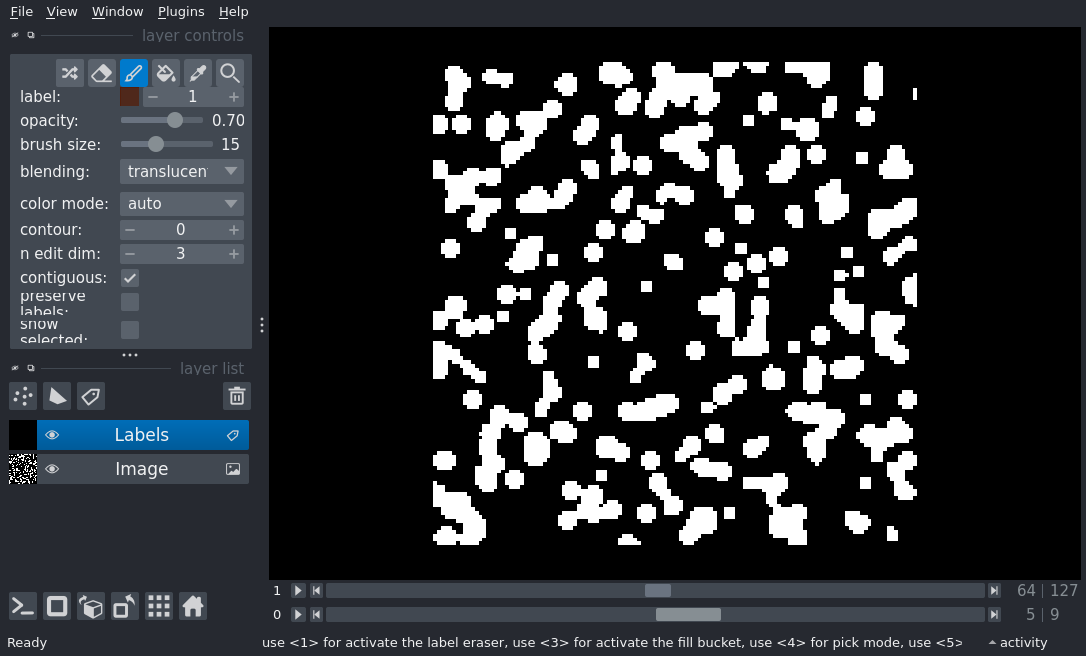 File View Window Plugins Help
layer controls
label: − 1 +
opacity: 0.70
brush size: 15
blending: translucen
color mode: auto
contour: − 0 +
n edit dim: − 3 +
contiguous:
preserve
labels:
show
selected:
layer list
Labels
Image
1 64 | 127
0 5 | 9
Ready use <1> for activate the label eraser, use <3> for activate the fill bucket, use <4> for pick mode, use <5> activity